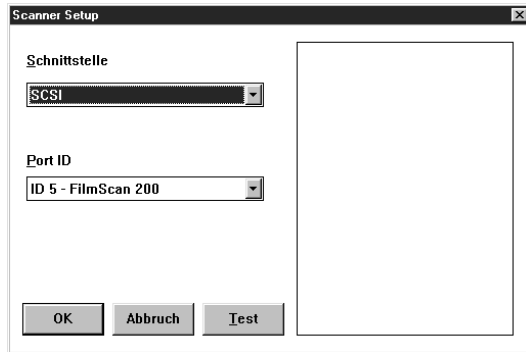 Scanner Setup
Schnittstelle
SCSI
Port ID
ID 5 - FilmScan 200
OK
Abbruch
Test